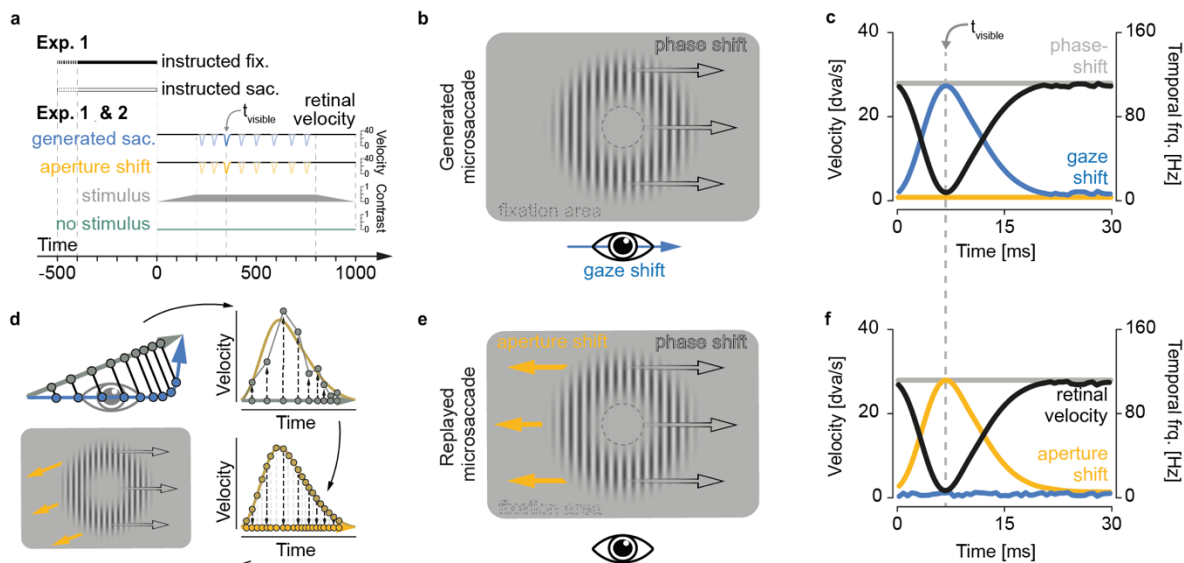 a
Exp. 1
instructed fix.
instructed sac.
Exp. 1 & 2
retinal
velocity
t visible
generated sac.
40
0
Velocity
aperture shift
40
0
stimulus
1
0
Contrast
no stimulus
1
0
Time
-500
0
500
1000
b
Generated
microsaccade
phase shift
fixation area
gaze shift
c
t visible
40
20
0
Velocity [dva/s]
phase-
shift
gaze
shift
160
80
0
Temporal frq. [Hz]
0
15
30
Time [ms]
d
Velocity
Time
Velocity
Time
e
Replayed
microsaccade
aperture shift
phase shift
fixation area
f
40
20
0
Velocity [dva/s]
retinal
velocity
aperture
shift
160
80
0
Temporal frq. [Hz]
0
15
30
Time [ms]